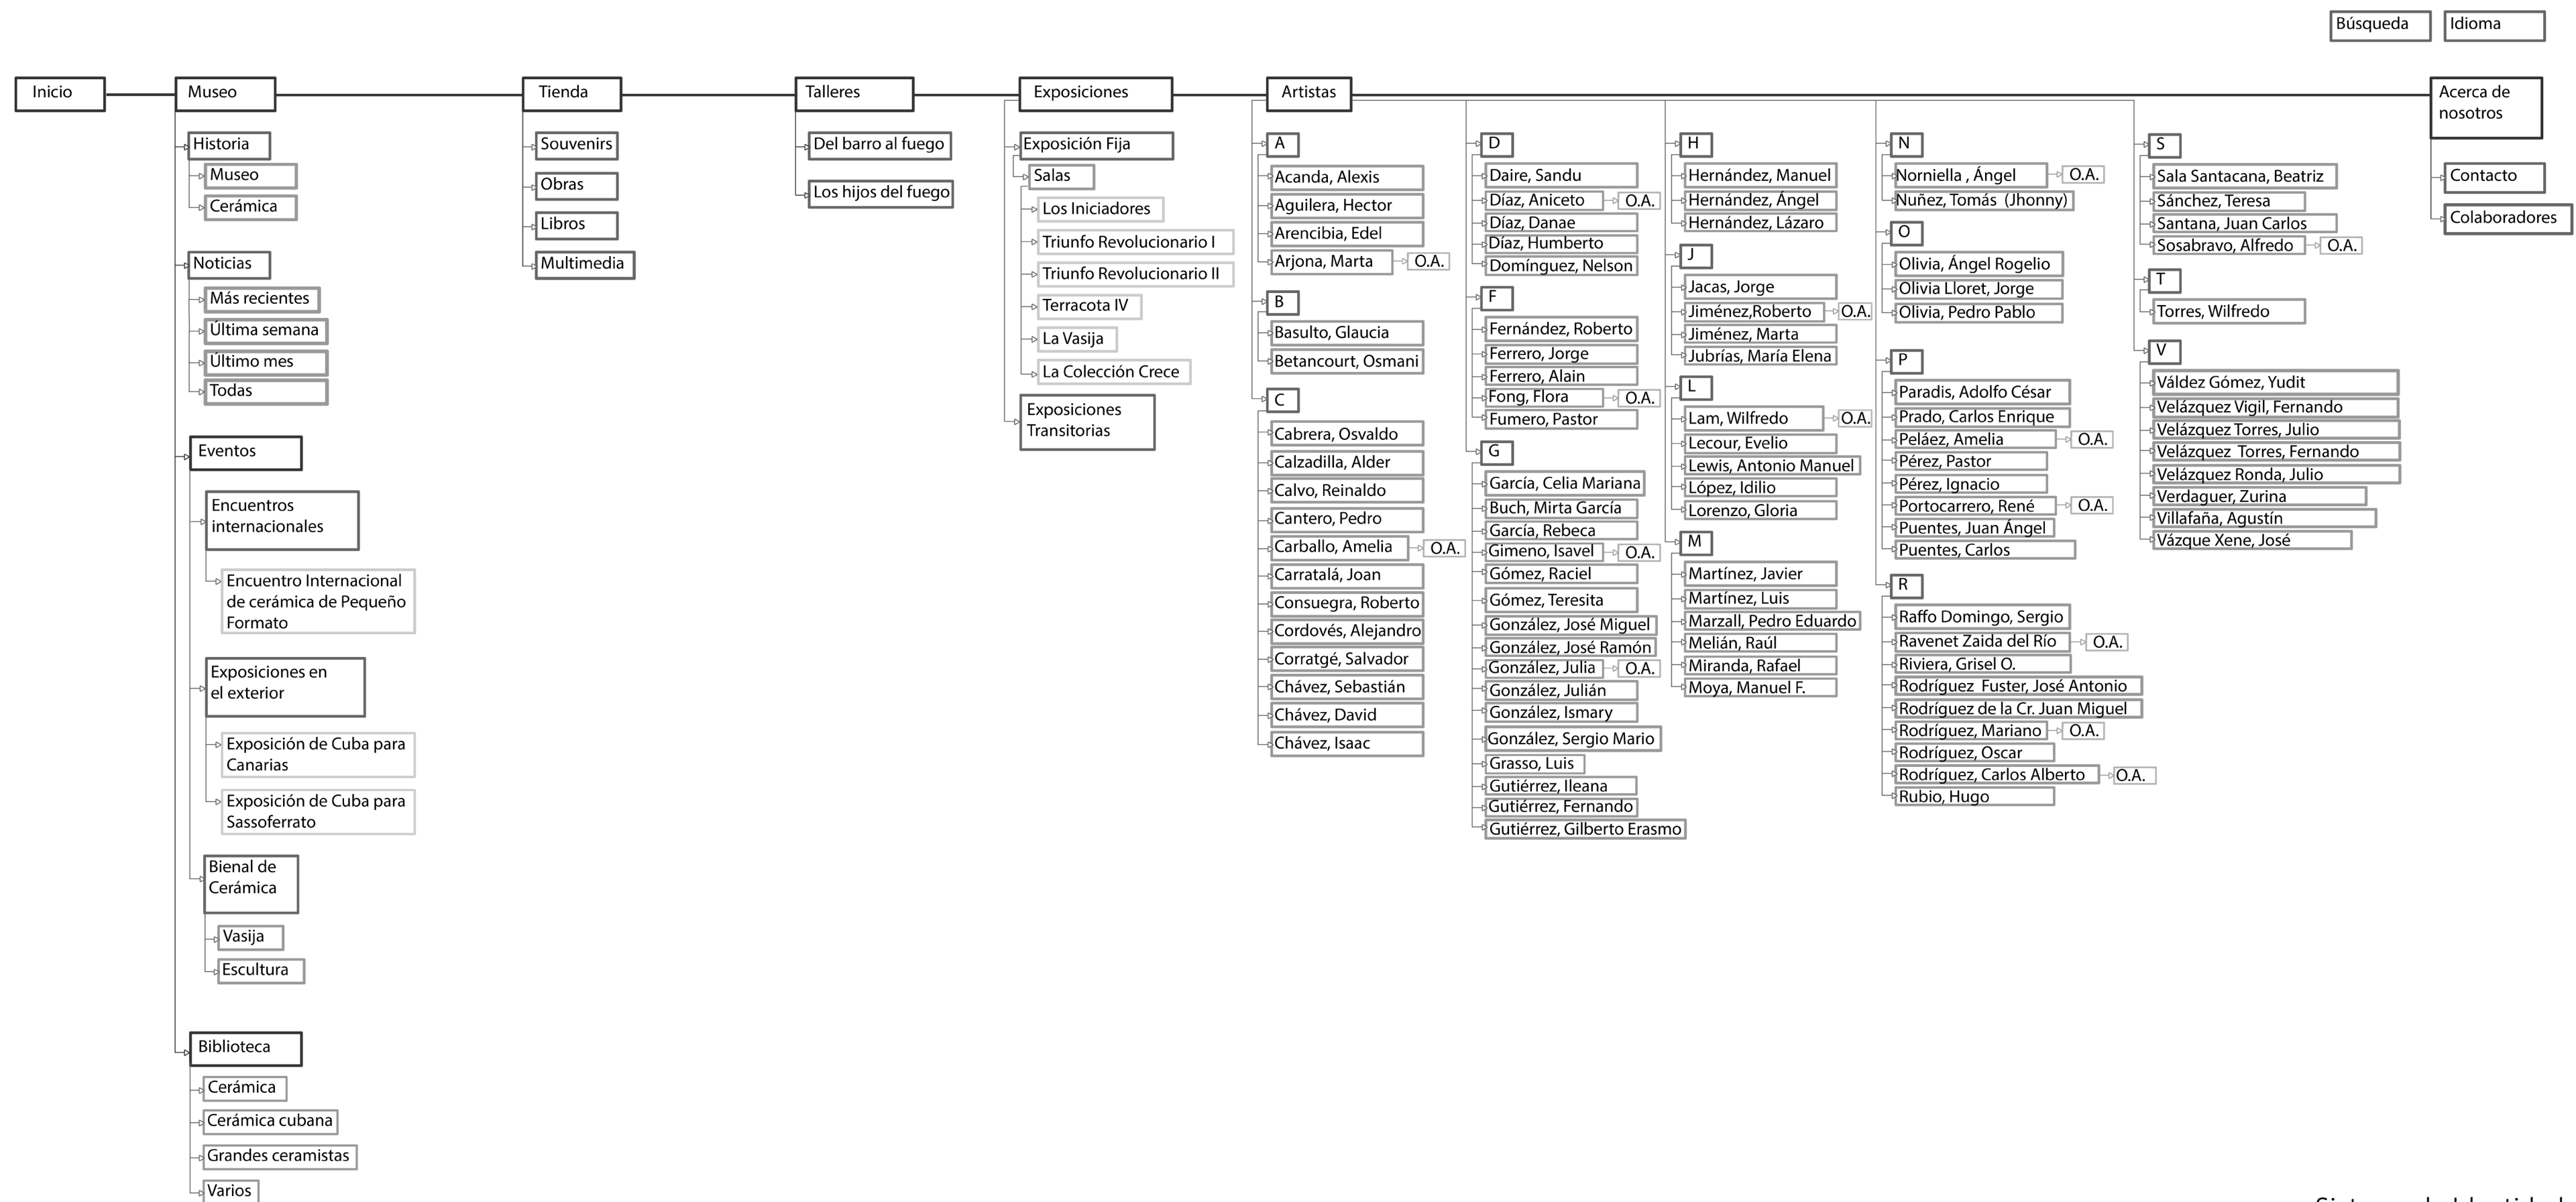 Búsqueda
Idioma
Inicio
Museo
Tienda
Talleres
Exposiciones
Artistas
Acerca de
nosotros
Historia
Museo
Cerámica
Noticias
Más recientes
Última semana
Último mes
Todas
Eventos
Encuentros
internacionales
Encuentro Internacional
de cerámica de Pequeño
Formato
Exposiciones en
el exterior
Exposición de Cuba para
Canarias
Exposición de Cuba para
Sassoferrato
Bienal de
Cerámica
Vasija
Escultura
Biblioteca
Cerámica
Cerámica cubana
Grandes ceramistas
Varios
Souvenirs
Obras
Libros
Multimedia
Del barro al fuego
Los hijos del fuego
Exposición Fija
Salas
Los Iniciadores
Triunfo Revolucionario I
Triunfo Revolucionario II
Terracota IV
La Vasija
La Colección Crece
Exposiciones
Transitorias
A
Acanda, Alexis
Aguilera, Hector
Arencibia, Edel
Arjona, Marta O.A.
B
Basulto, Glaucia
Betancourt, Osmani
C
Cabrera, Osvaldo
Calzadilla, Alder
Calvo, Reinaldo
Cantero, Pedro
Carballo, Amelia O.A.
Carratalá, Joan
Consuegra, Roberto
Cordovés, Alejandro
Corratgé, Salvador
Chávez, Sebastián
Chávez, David
Chávez, Isaac
D
Daire, Sandu
Díaz, Aniceto O.A.
Díaz, Danae
Díaz, Humberto
Domínguez, Nelson
F
Fernández, Roberto
Ferrero, Jorge
Ferrero, Alain
Fong, Flora O.A.
Fumero, Pastor
G
García, Celia Mariana
Buch, Mirta García
García, Rebeca
Gimeno, Isavel O.A.
Gómez, Raciel
Gómez, Teresita
González, José Miguel
González, José Ramón
González, Julia O.A.
González, Julián
González, Ismary
González, Sergio Mario
Grasso, Luis
Gutiérrez, Ileana
Gutiérrez, Fernando
Gutiérrez, Gilberto Erasmo
H
Hernández, Manuel
Hernández, Ángel
Hernández, Lázaro
J
Jacas, Jorge
Jiménez,Roberto O.A.
Jiménez, Marta
Jubrías, María Elena
L
Lam, Wilfredo O.A.
Lecour, Evelio
Lewis, Antonio Manuel
López, Idilio
Lorenzo, Gloria
M
Martínez, Javier
Martínez, Luis
Marzall, Pedro Eduardo
Melián, Raúl
Miranda, Rafael
Moya, Manuel F.
N
Norniella , Ángel O.A.
Nuñez, Tomás (Jhonny)
O
Olivia, Ángel Rogelio
Olivia Lloret, Jorge
Olivia, Pedro Pablo
P
Paradis, Adolfo César
Prado, Carlos Enrique
Peláez, Amelia O.A.
Pérez, Pastor
Pérez, Ignacio
Portocarrero, René O.A.
Puentes, Juan Ángel
Puentes, Carlos
R
Raffo Domingo, Sergio
Ravenet Zaida del Río O.A.
Riviera, Grisel O.
Rodríguez Fuster, José Antonio
Rodríguez de la Cr. Juan Miguel
Rodríguez, Mariano O.A.
Rodríguez, Oscar
Rodríguez, Carlos Alberto O.A.
Rubio, Hugo
S
Sala Santacana, Beatriz
Sánchez, Teresa
Santana, Juan Carlos
Sosabravo, Alfredo O.A.
T
Torres, Wilfredo
V
Váldez Gómez, Yudit
Velázquez Vigil, Fernando
Velázquez Torres, Julio
Velázquez Torres, Fernando
Velázquez Ronda, Julio
Verdaguer, Zurina
Villafaña, Agustín
Vázque Xene, José
Contacto
Colaboradores